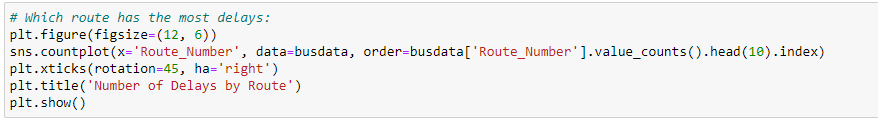 # Which route has the most delays:
plt.figure(figsize=(12, 6))
sns.countplot(x='Route_Number', data=busdata, order=busdata['Route_Number'].value_counts().head(10).index)
plt.xticks(rotation=45, ha='right')
plt.title('Number of Delays by Route')
plt.show()